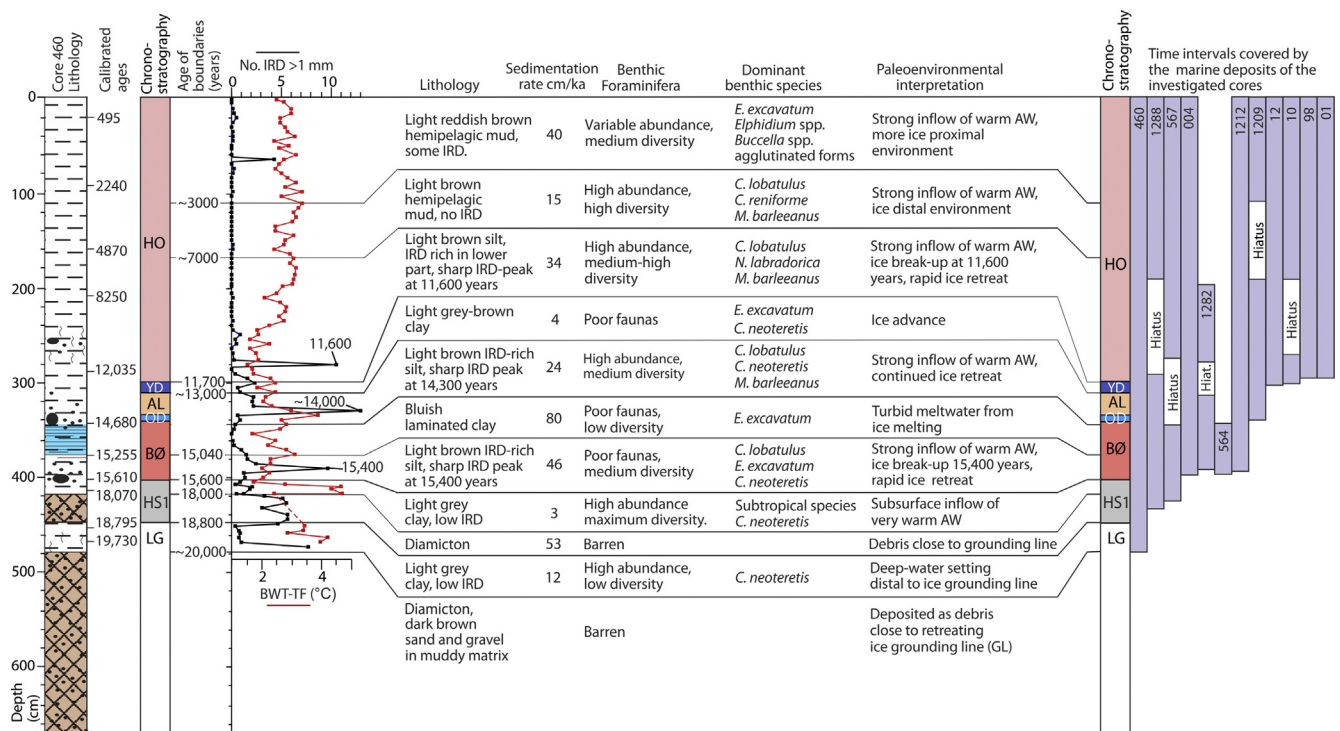 Core 460
Lithology
Calibrated
ages
Chrono-
stratigraphy
Age of
boundaries
(years)
No. IRD >1 mm
0 5 10
Lithology
Sedimentation
rate cm/ka
Benthic
Foraminifera
Dominant
benthic species
Paleoenvironmental
interpretation
Chrono-
stratigraphy
Time intervals covered by
the marine deposits of the
investigated cores
0
100
200
300
400
500
600
Depth
(cm)
495
2240
4870
8250
12,035
14,680
15,255
15,610
18,070
18,795
19,730
HO
YD
AL
OD
BØ
HS1
LG
~3000
~7000
11,700
~13,000
15,040
15,600
18,000
18,800
~20,000
11,600
~14,000
15,400
2 4
BWT-TF (°C)
Light reddish brown
hemipelagic mud,
some IRD.
40
Variable abundance,
medium diversity
E. excavatum
Elphidium spp.
Buccella spp.
agglutinated forms
Strong inflow of warm AW,
more ice proximal
environment
Light brown
hemipelagic
mud, no IRD
15
High abundance,
high diversity
C. lobatulus
C. reniforme
M. barleeanus
Strong inflow of warm AW,
ice distal environment
Light brown silt,
IRD rich in lower
part, sharp IRD-peak
at 11,600 years
34
High abundance,
medium-high
diversity
C. lobatulus
N. labradorica
M. barleeanus
Strong inflow of warm AW,
ice break-up at 11,600
years, rapid ice retreat
Light grey-brown
clay
4
Poor faunas
E. excavatum
C. neoteretis
Ice advance
Light brown IRD-rich
silt, sharp IRD peak
at 14,300 years
24
High abundance,
medium diversity
C. lobatulus
C. neoteretis
M. barleeanus
Strong inflow of warm AW,
continued ice retreat
Bluish
laminated clay
80
Poor faunas,
low diversity
E. excavatum
Turbid meltwater from
ice melting
Light brown IRD-rich
silt, sharp IRD peak
at 15,400 years
46
Poor faunas,
medium diversity
C. lobatulus
E. excavatum
C. neoteretis
Strong inflow of warm AW,
ice break-up 15,400 years,
rapid ice retreat
Light grey
clay, low IRD
3
High abundance
maximum diversity.
Subtropical species
C. neoteretis
Subsurface inflow of
very warm AW
Diamicton
53
Barren
Debris close to grounding line
Light grey
clay, low IRD
12
High abundance,
low diversity
C. neoteretis
Deep-water setting
distal to ice grounding line
Diamicton,
dark brown
sand and gravel
in muddy matrix
Barren
Deposited as debris
close to retreating
ice grounding line (GL)
HO
YD
AL
OD
BØ
HS1
LG
460
1288
Hiatus
567
Hiatus
004
1282
Hiat.
564
1212
1209
Hiatus
12
10
Hiatus
98
01